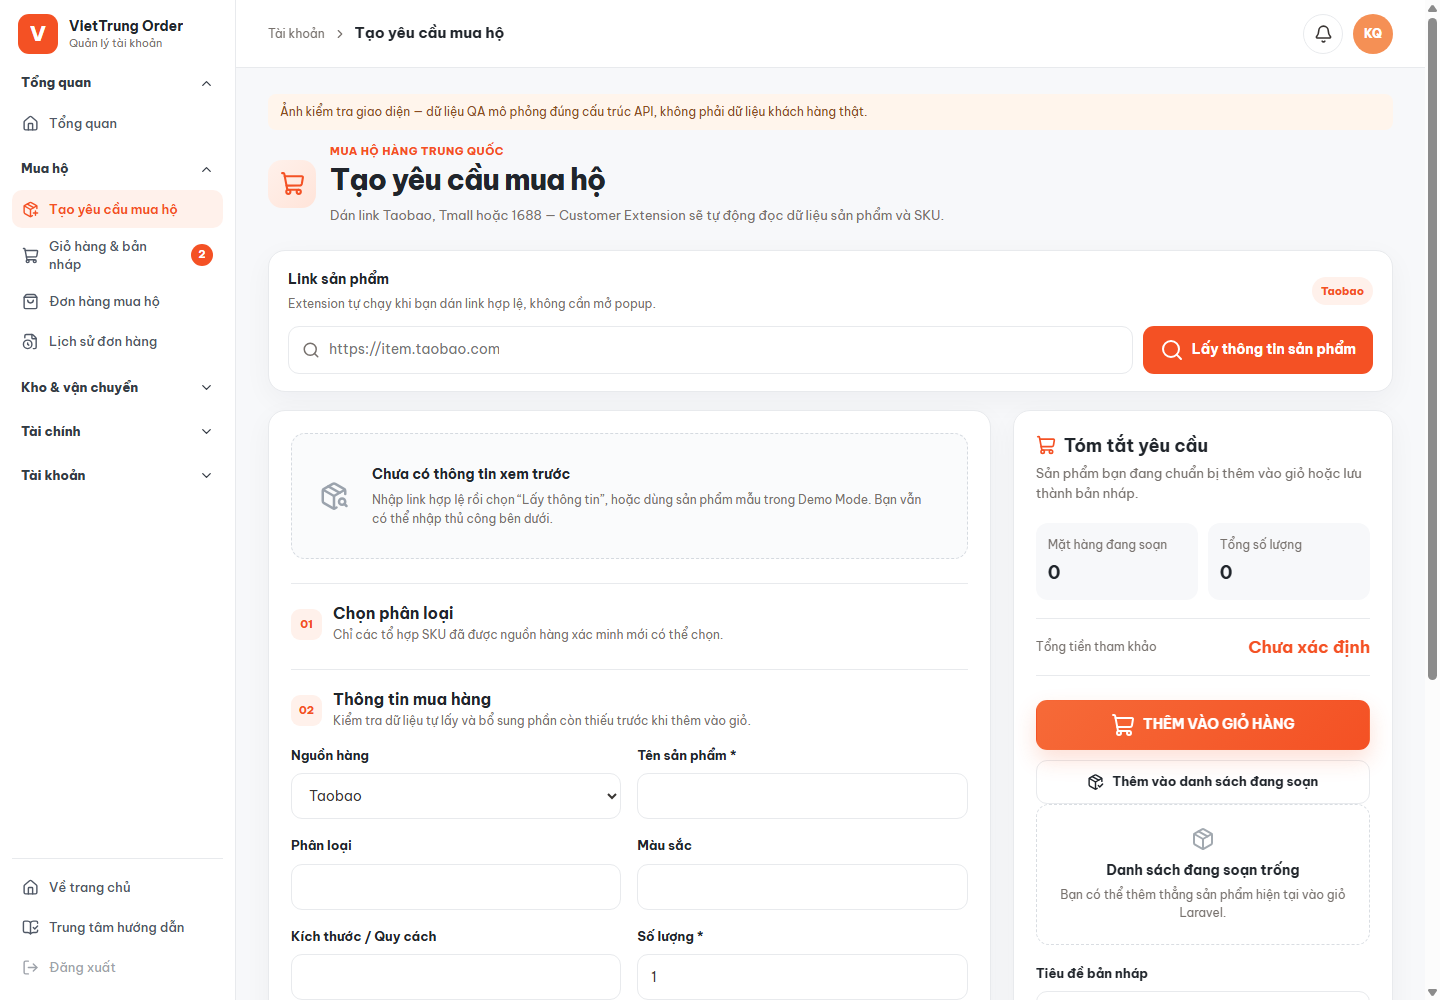 V
VietTrung Order
Quản lý tài khoản
Tổng quan
Tổng quan
Mua hộ
Tạo yêu cầu mua hộ
Giỏ hàng & bản
nháp
2
Đơn hàng mua hộ
Lịch sử đơn hàng
Kho & vận chuyển
Tài chính
Tài khoản
Về trang chủ
Trung tâm hướng dẫn
Đăng xuất
Tài khoản > Tạo yêu cầu mua hộ
KQ
Ảnh kiểm tra giao diện — dữ liệu QA mô phỏng đúng cấu trúc API, không phải dữ liệu khách hàng thật.
MUA HỘ HÀNG TRUNG QUỐC
Tạo yêu cầu mua hộ
Dán link Taobao, Tmall hoặc 1688 — Customer Extension sẽ tự động đọc dữ liệu sản phẩm và SKU.
Link sản phẩm
Extension tự chạy khi bạn dán link hợp lệ, không cần mở popup.
Taobao
https://item.taobao.com
Lấy thông tin sản phẩm
Chưa có thông tin xem trước
Nhập link hợp lệ rồi chọn “Lấy thông tin”, hoặc dùng sản phẩm mẫu trong Demo Mode. Bạn vẫn
có thể nhập thủ công bên dưới.
01
Chọn phân loại
Chỉ các tổ hợp SKU đã được nguồn hàng xác minh mới có thể chọn.
02
Thông tin mua hàng
Kiểm tra dữ liệu tự lấy và bổ sung phần còn thiếu trước khi thêm vào giỏ.
Nguồn hàng
Taobao
Tên sản phẩm *
Phân loại
Màu sắc
Kích thước / Quy cách
Số lượng *
1
Tóm tắt yêu cầu
Sản phẩm bạn đang chuẩn bị thêm vào giỏ hoặc lưu
thành bản nháp.
Mặt hàng đang soạn
0
Tổng số lượng
0
Tổng tiền tham khảo
Chưa xác định
THÊM VÀO GIỎ HÀNG
Thêm vào danh sách đang soạn
Danh sách đang soạn trống
Bạn có thể thêm thẳng sản phẩm hiện tại vào giỏ
Laravel.
Tiêu đề bản nháp